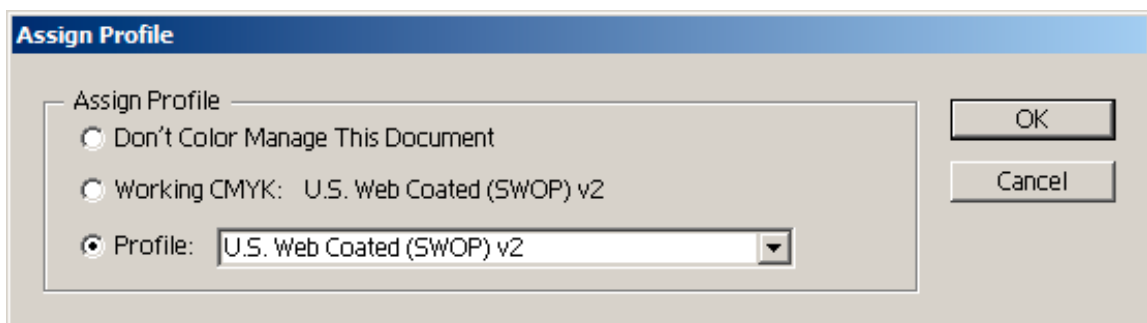 Assign Profile
Assign Profile
Don't Color Manage This Document
OK
Working CMYK: U.S. Web Coated (SWOP) v2
Cancel
Profile: U.S. Web Coated (SWOP) v2